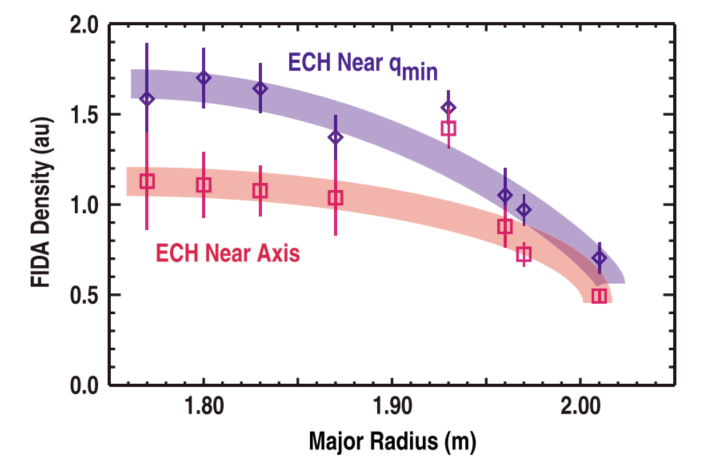 2.0
ECH Near qmin
1.5
FIDA Density (au)
1.0
ECH Near Axis
0.5
0.0
1.80 1.90 2.00
Major Radius (m)